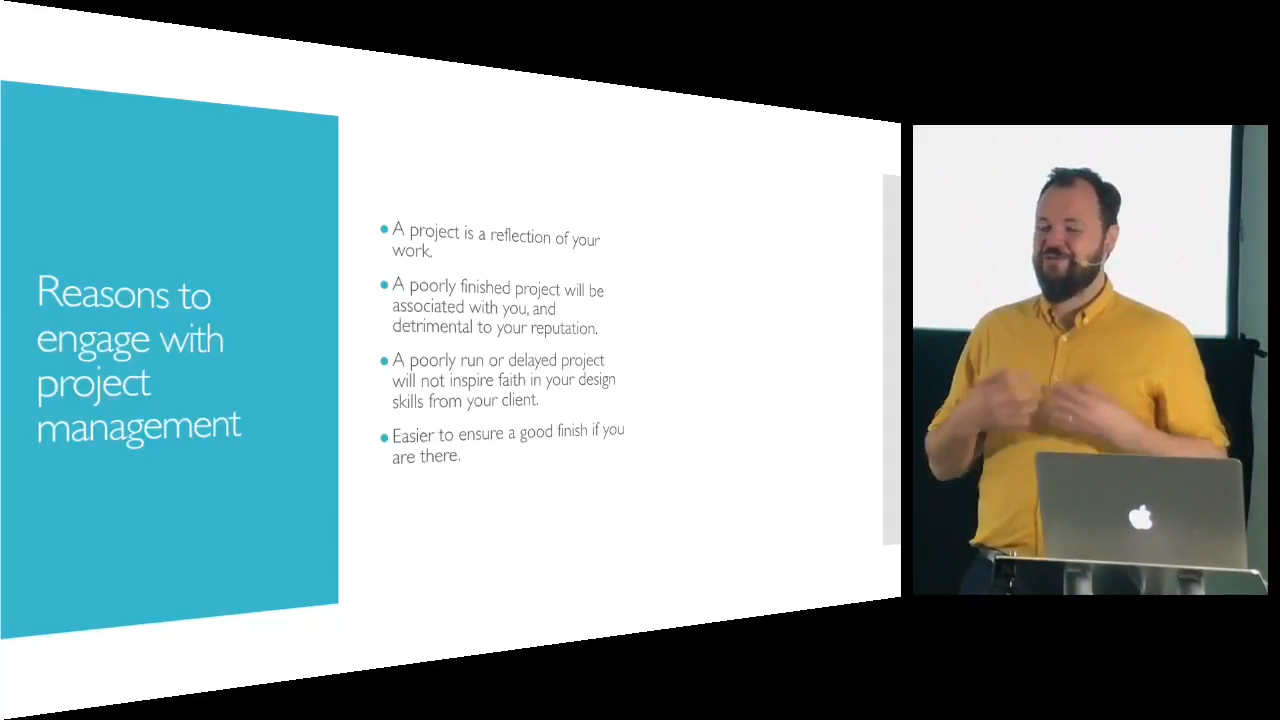 Reasons to
engage with
project
management
A project is a reflection of your
work.
A poorly finished project will be
associated with you, and
detrimental to your reputation.
A poorly run or delayed project
will not inspire faith in your design
skills from your client.
Easier to ensure a good finish if you
are there.